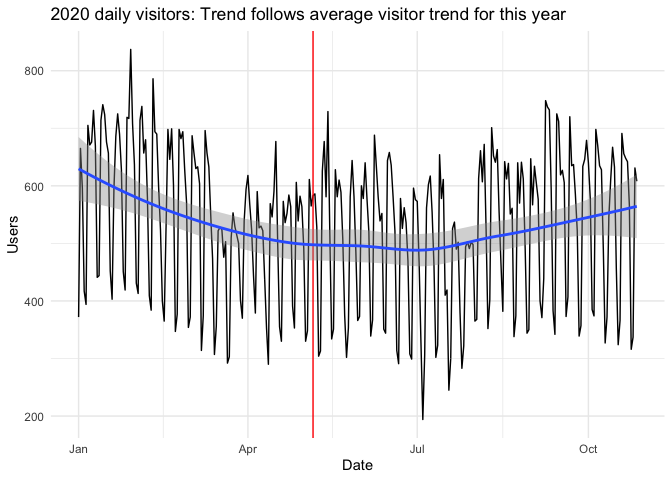 2020 daily visitors: Trend follows average visitor trend for this year
800
600
400
200
Users
Jan
Apr
Jul
Oct
Date